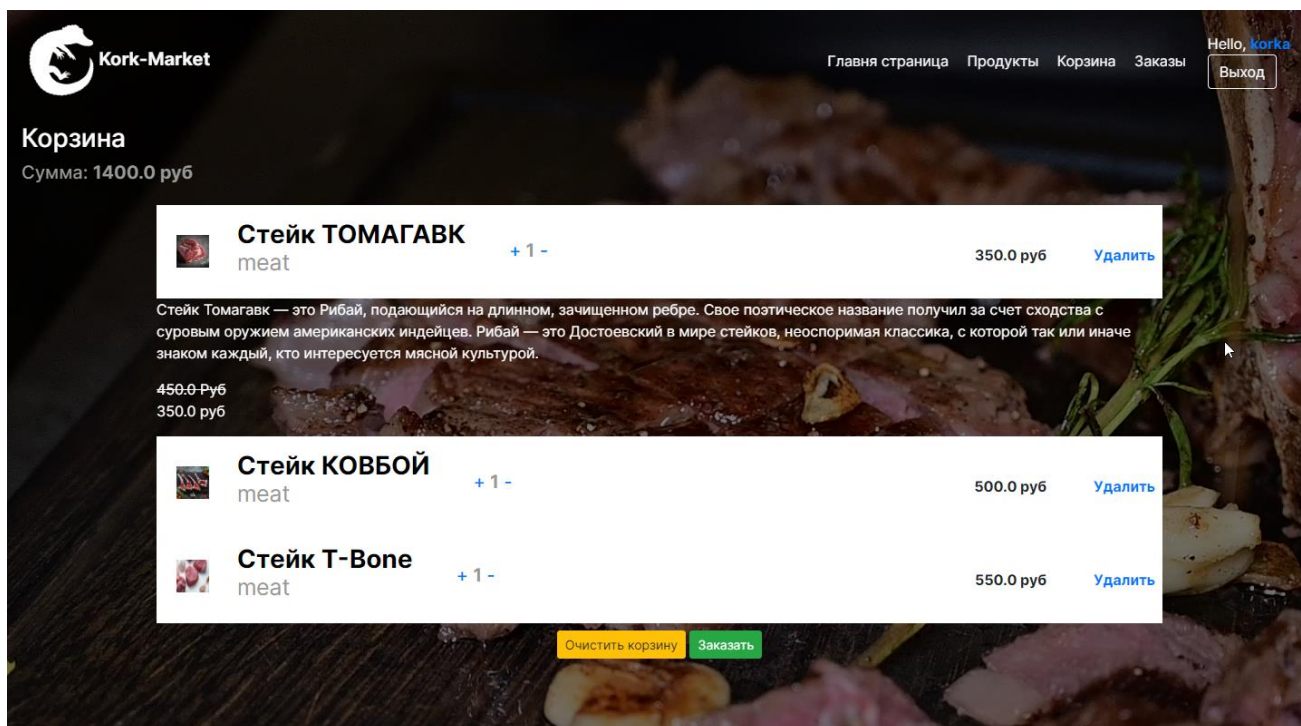 Kork-Market
Главня страница Продукты Корзина Заказы
Hello, korka
Выход
Корзина
Сумма: 1400.0 руб
Стейк ТОМАГАВК
meat
+ 1 -
350.0 руб
Удалить
Стейк Томагавк — это Рибай, подающийся на длинном, зачищенном ребре. Свое поэтическое название получил за счет сходства с
суровым оружием американских индейцев. Рибай — это Достоевский в мире стейков, неоспоримая классика, с которой так или иначе
знаком каждый, кто интересуется мясной культурой.
450.0 Руб
350.0 руб
Стейк КОВБОЙ
meat
+ 1 -
500.0 руб
Удалить
Стейк T-Bone
meat
+ 1 -
550.0 руб
Удалить
Очистить корзину
Заказать